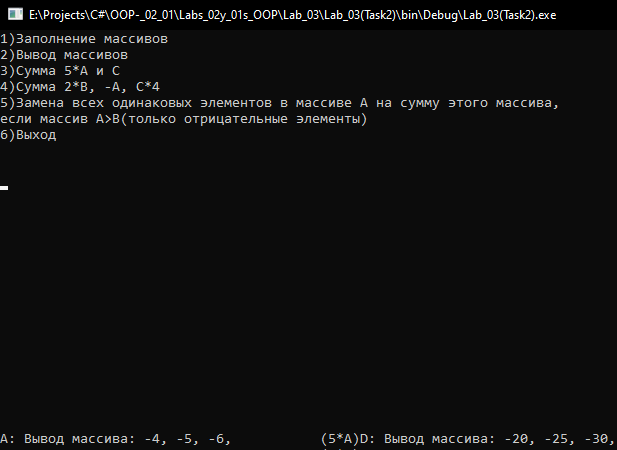 E:\Projects\C#\OOP-_02_01\Labs_02y_01s_OOP\Lab_03\Lab_03(Task2)\bin\Debug\Lab_03(Task2).exe
1)Заполнение массивов
2)Вывод массивов
3)Сумма 5*A и C
4)Сумма 2*B, -A, C*4
5)Замена всех одинаковых элементов в массиве A на сумму этого массива,
если массив A>B(только отрицательные элементы)
6)Выход
A: Вывод массива: -4, -5, -6, (5*A)D: Вывод массива: -20, -25, -30,